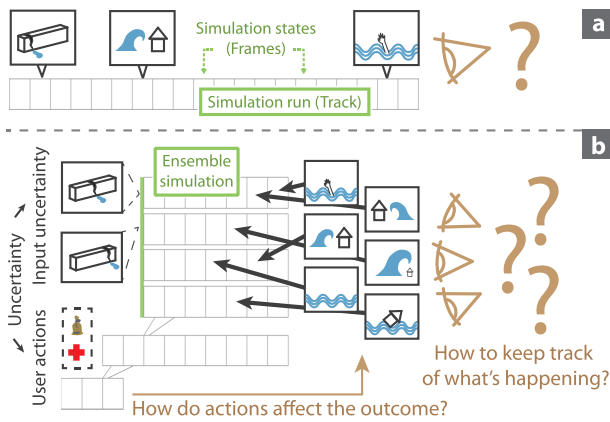 a
Simulation states
(Frames)
?
Simulation run (Track)
b
Ensemble
simulation
Uncertainty
Input uncertainty
User actions
?
?
?
How to keep track
of what's happening?
How do actions affect the outcome?